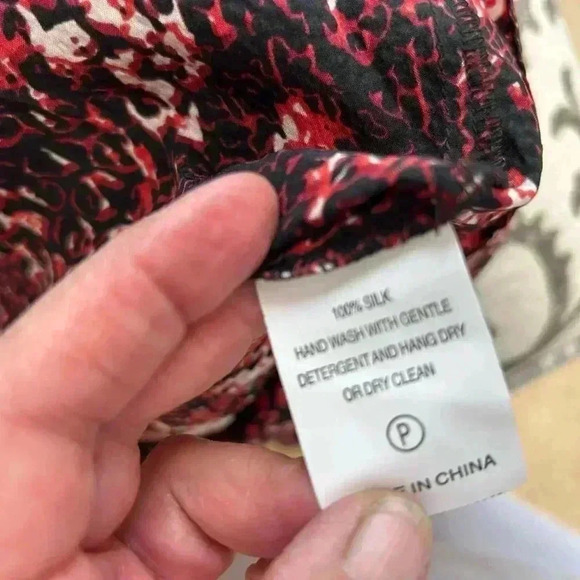 100% SILK
HAND WASH WITH GENTLE
DETERGENT AND HANG DRY
OR DRY CLEAN
P
IN CHINA